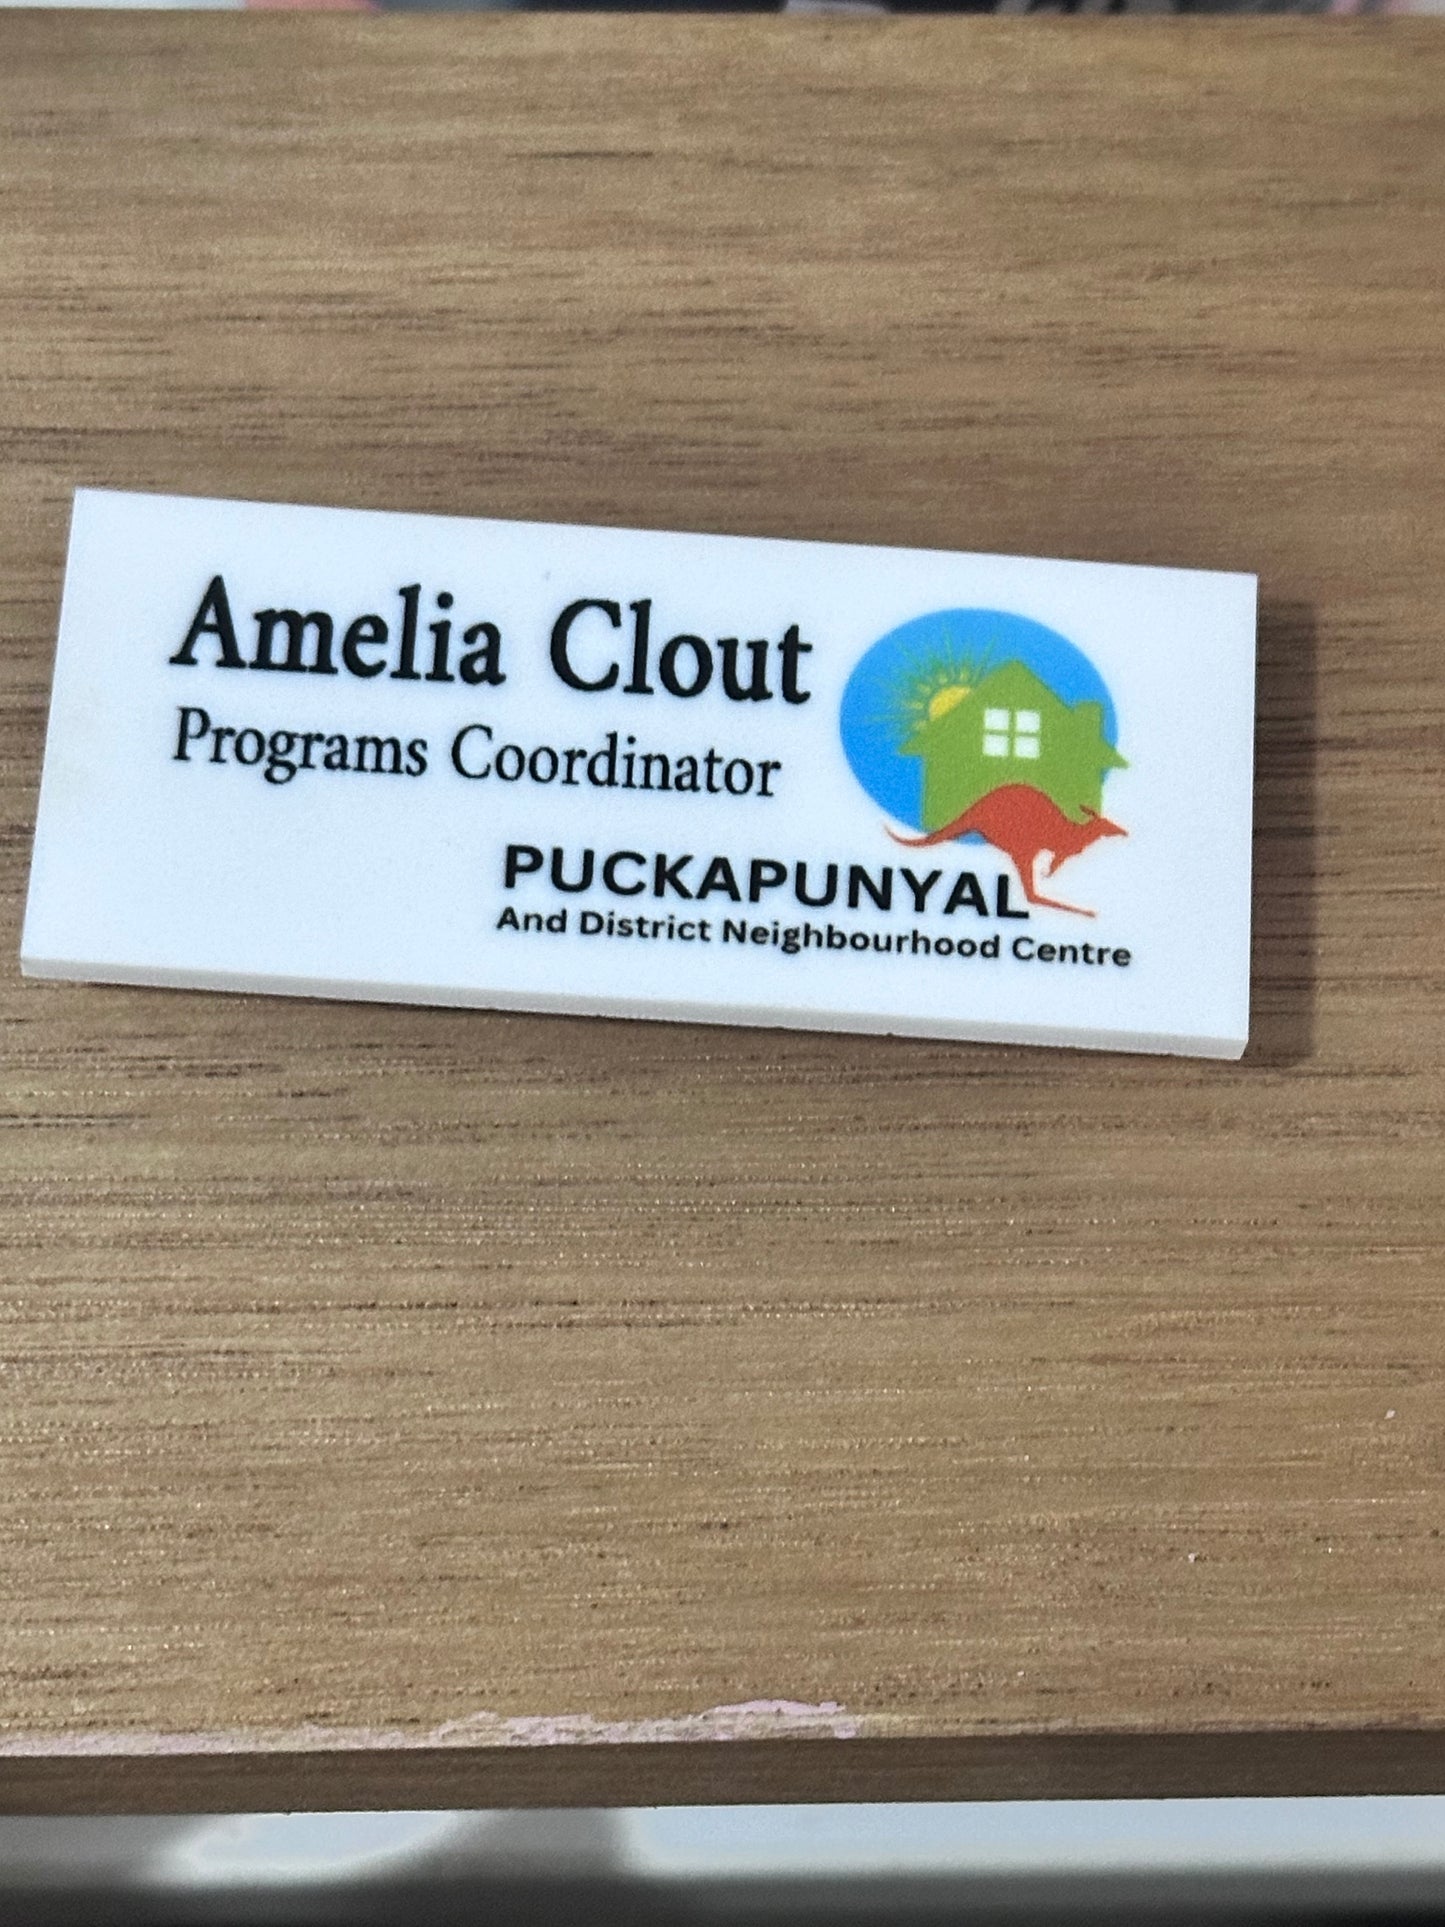 Amelia Clout
Programs Coordinator
PUCKAPUNYAL
And District Neighbourhood Centre